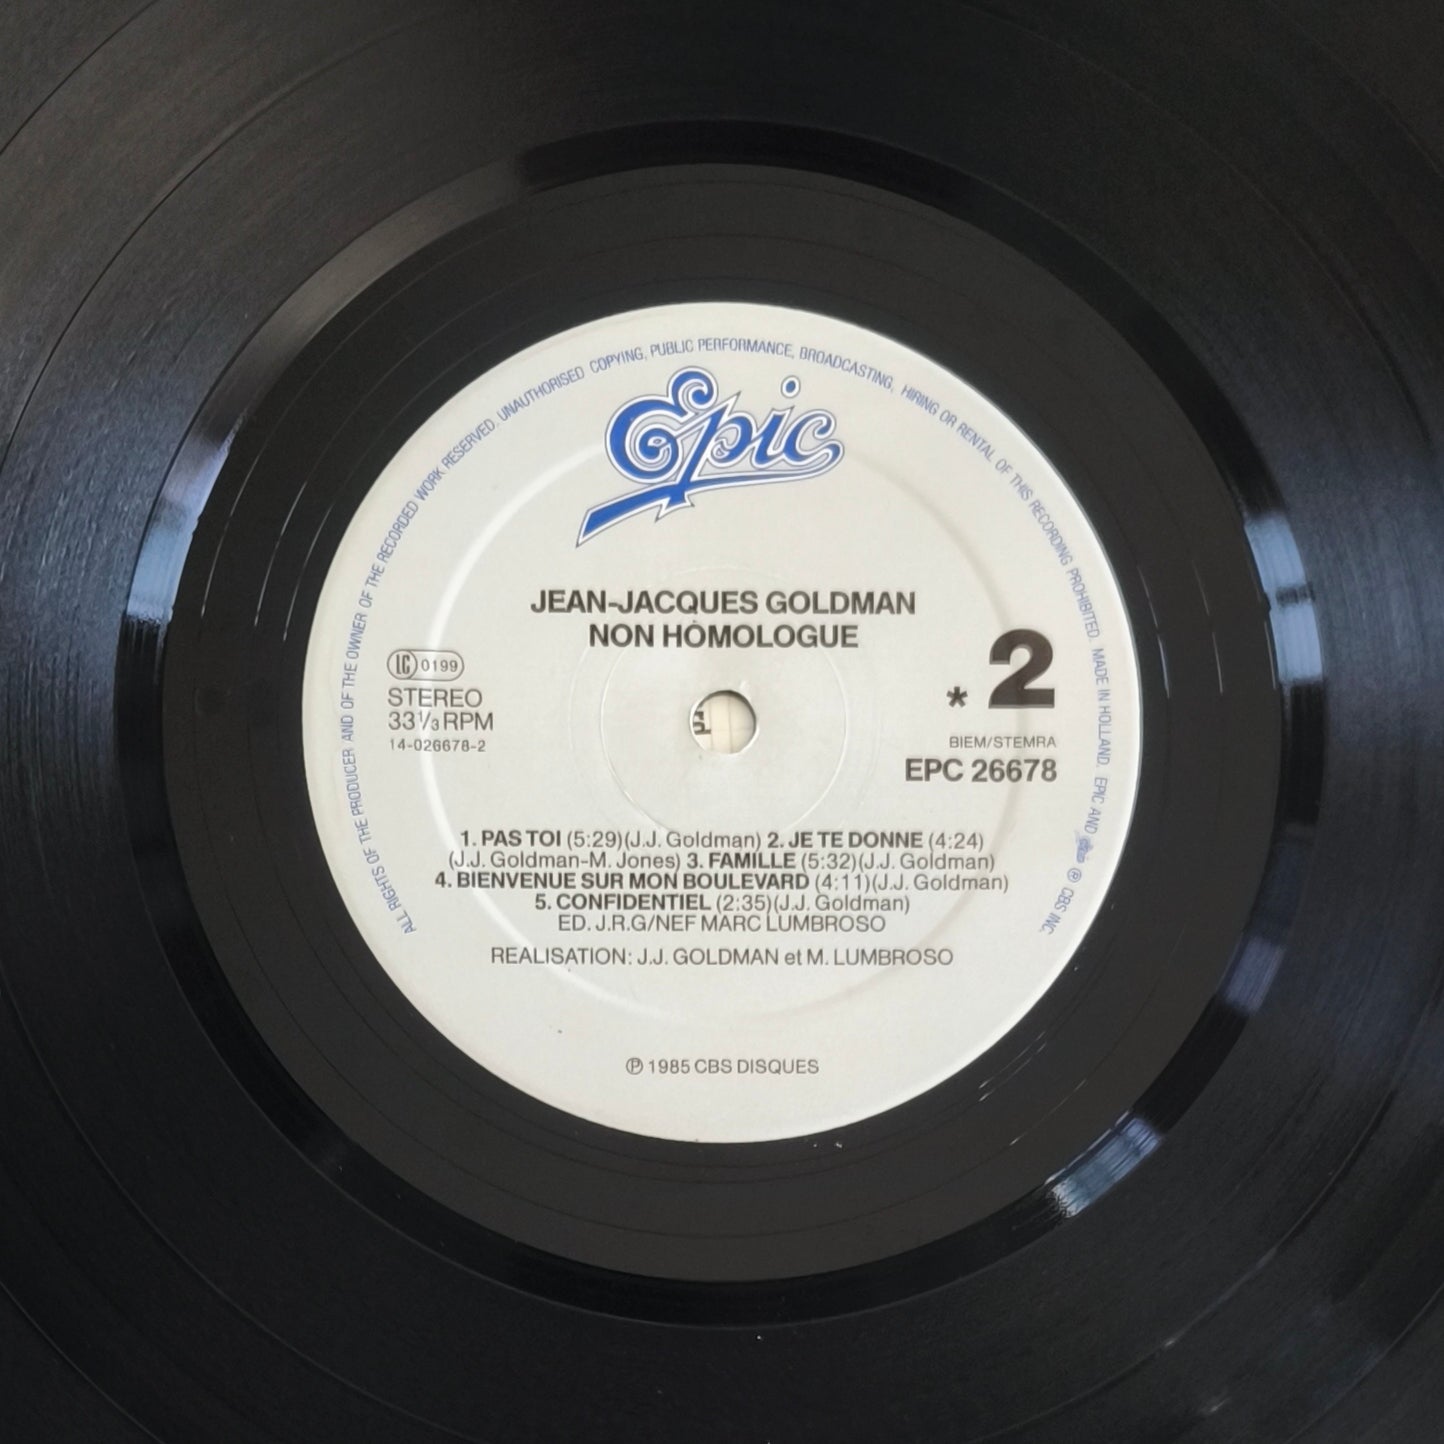 ALL RIGHTS OF THE PRODUCER AND OF THE OWNER OF THE RECORDED WORK RESERVED. UNAUTHORISED COPYING, PUBLIC PERFORMANCE, BROADCASTING, HIRING OR RENTAL OF THIS RECORDING PROHIBITED. MADE IN HOLLAND. EPIC AND ℗ CBS INC.
Epic
JEAN-JACQUES GOLDMAN
NON HOMOLOGUE
LC 0199
STEREO
33 1/3 RPM
14-026678-2
* 2
BIEM/STEMRA
EPC 26678
1. PAS TOI (5:29)(J.J. Goldman) 2. JE TE DONNE (4:24)
(J.J. Goldman-M. Jones) 3. FAMILLE (5:32)(J.J. Goldman)
4. BIENVENUE SUR MON BOULEVARD (4:11)(J.J. Goldman)
5. CONFIDENTIEL (2:35)(J.J. Goldman)
ED. J.R.G/NEF MARC LUMBROSO
REALISATION: J.J. GOLDMAN et M. LUMBROSO
℗ 1985 CBS DISQUES